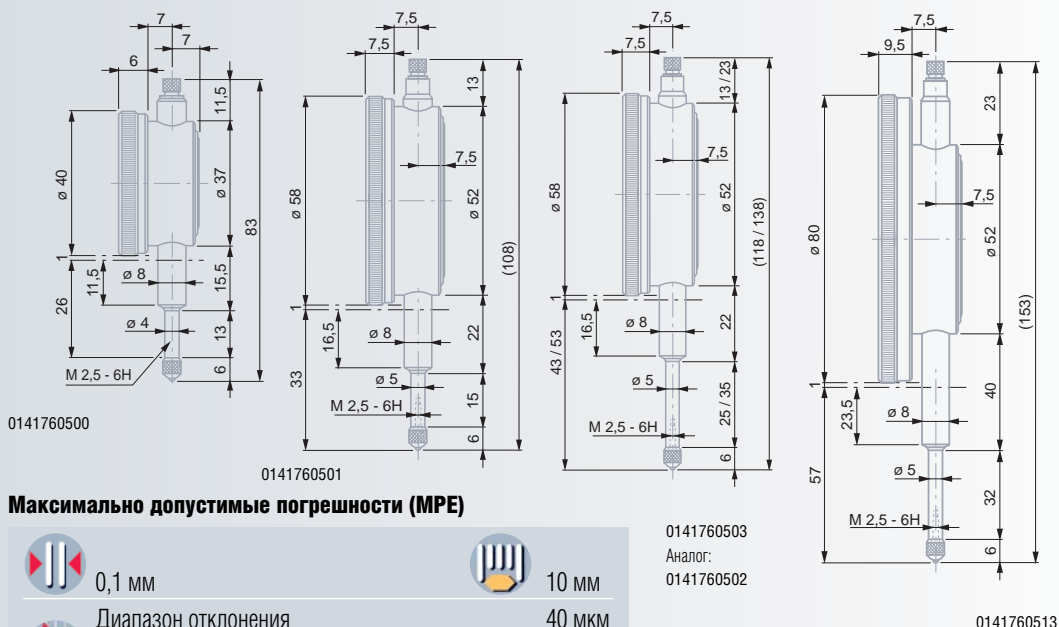 7
7
6
11,5
ø 40
ø 37
83
1
11,5
ø 8
15,5
26
ø 4
13
M 2,5 - 6H
6
0141760500
7,5
7,5
13
7,5
ø 58
ø 52
(108)
1
16,5
ø 8
22
33
ø 5
15
M 2,5 - 6H
6
0141760501
7,5
7,5
13 / 23
7,5
ø 58
ø 52
(118 / 138)
1
16,5
ø 8
22
43 / 53
ø 5
25 / 35
M 2,5 - 6H
6
0141760503
Аналог:
0141760502
7,5
9,5
23
7,5
ø 80
ø 52
(153)
1
23,5
ø 8
40
57
ø 5
32
M 2,5 - 6H
6
0141760513
Максимально допустимые погрешности (MPE)
0,1 мм
10 мм
Диапазон отклонения
40 мкм